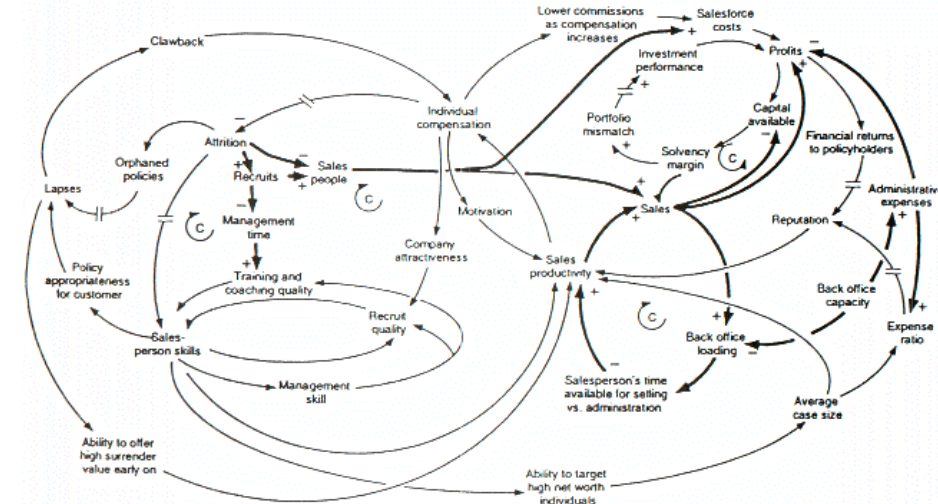 Lower commissions
as compensation
increases
Salesforce
costs
Clawback
Investment
performance
Profits
Individual
compensation
Portfolio
mismatch
Capital
available
Attrition
Financial returns
to policyholders
Orphaned
policies
Sales
people
Recruits
Solvency
margin
C
Lapses
C
C
Administrative
expenses
Management
time
Motivation
Sales
Reputation
Company
attractiveness
Sales
productivity
Policy
appropriateness
for customer
Training and
coaching quality
Back office
capacity
Recruit
quality
C
Expense
ratio
Sales-
person skills
Back office
loading
Management
skill
Salesperson's time
available for selling
vs. administration
Average
case size
Ability to offer
high surrender
value early on
Ability to target
high net worth
individuals